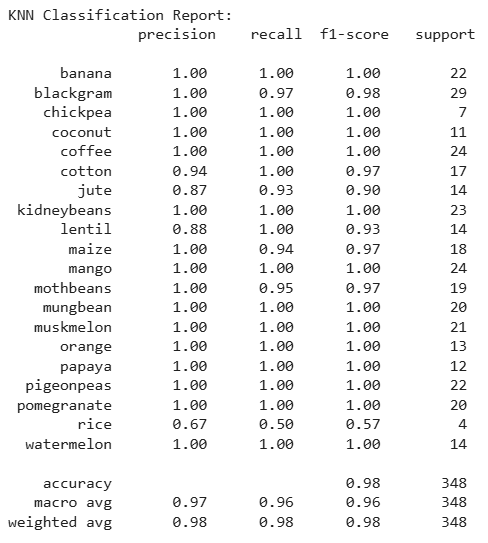 KNN Classification Report:
precision recall f1-score support
banana 1.00 1.00 1.00 22
blackgram 1.00 0.97 0.98 29
chickpea 1.00 1.00 1.00 7
coconut 1.00 1.00 1.00 11
coffee 1.00 1.00 1.00 24
cotton 0.94 1.00 0.97 17
jute 0.87 0.93 0.90 14
kidneybeans 1.00 1.00 1.00 23
lentil 0.88 1.00 0.93 14
maize 1.00 0.94 0.97 18
mango 1.00 1.00 1.00 24
mothbeans 1.00 0.95 0.97 19
mungbean 1.00 1.00 1.00 20
muskmelon 1.00 1.00 1.00 21
orange 1.00 1.00 1.00 13
papaya 1.00 1.00 1.00 12
pigeonpeas 1.00 1.00 1.00 22
pomegranate 1.00 1.00 1.00 20
rice 0.67 0.50 0.57 4
watermelon 1.00 1.00 1.00 14
accuracy 0.98 348
macro avg 0.97 0.96 0.96 348
weighted avg 0.98 0.98 0.98 348